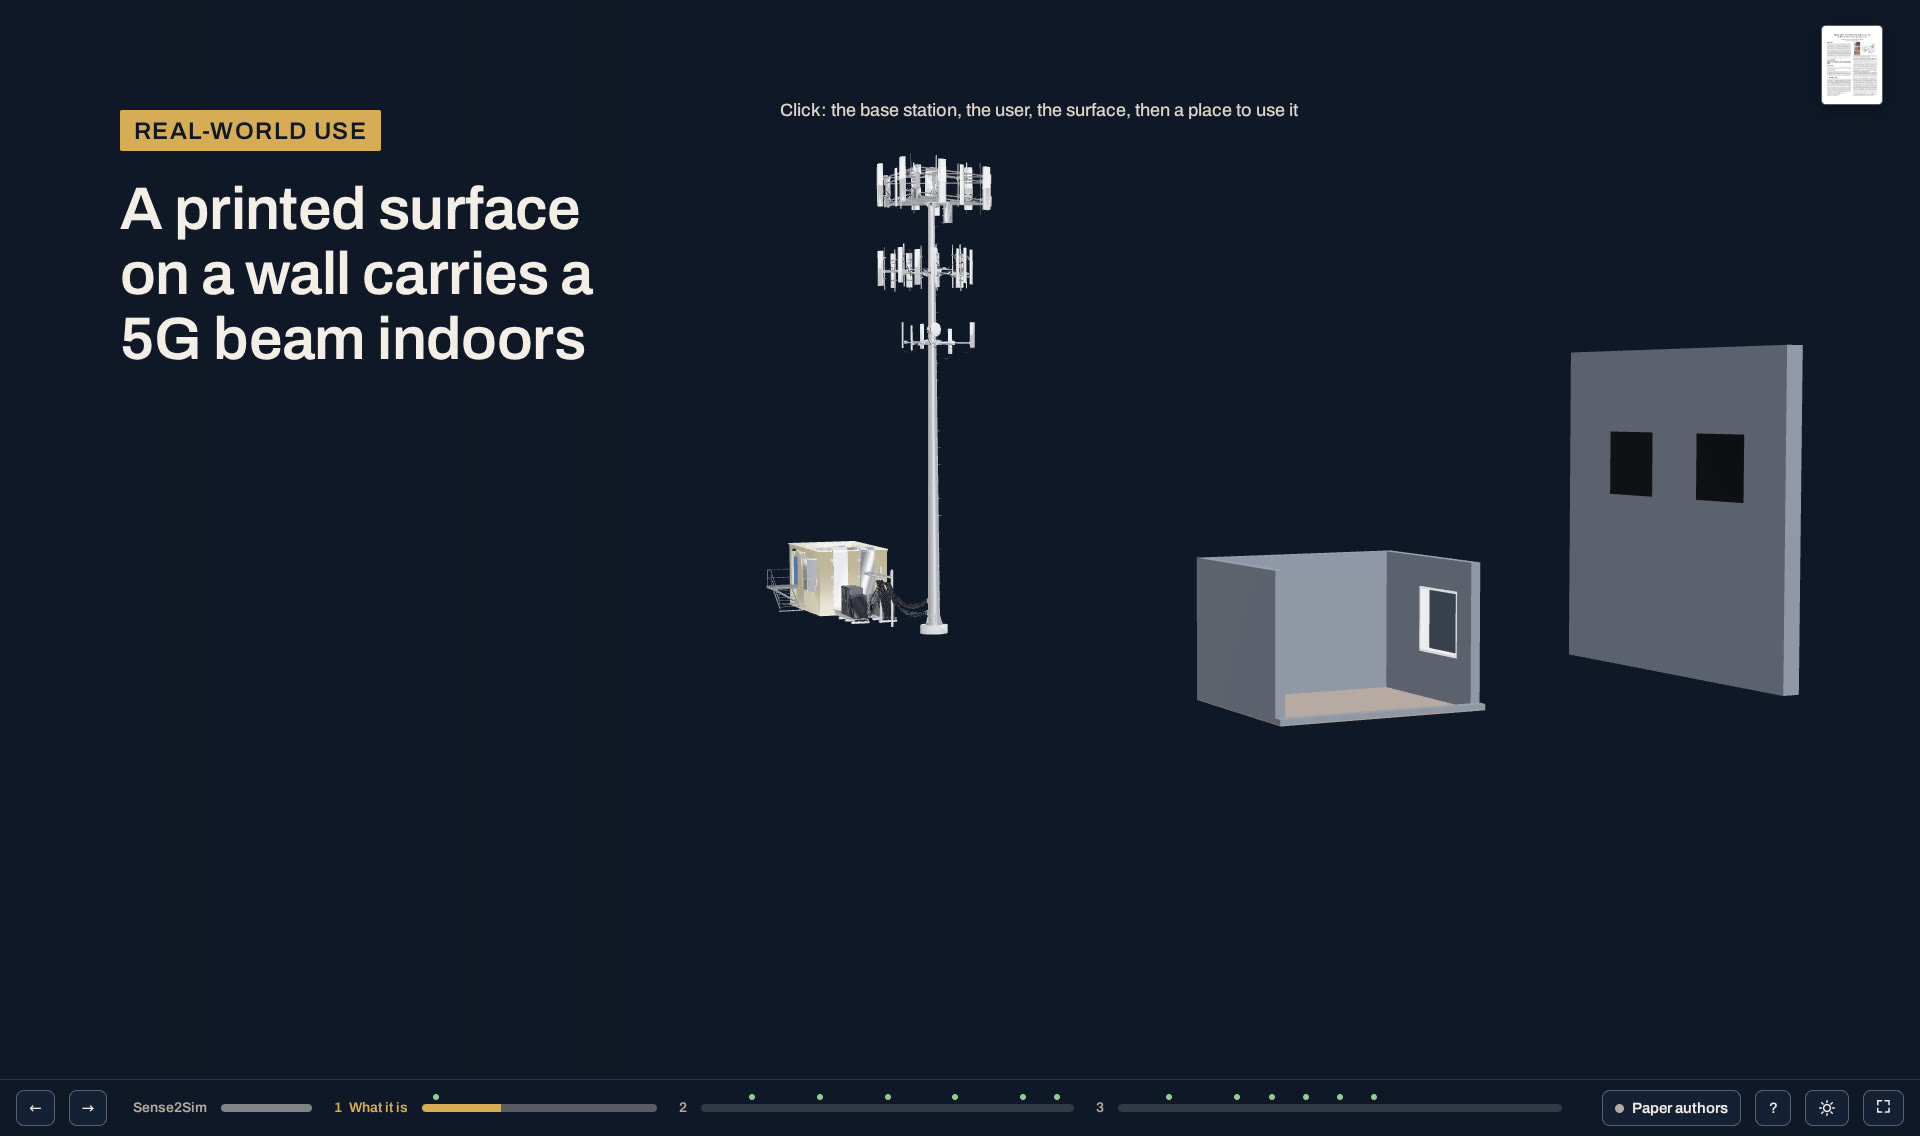 REAL-WORLD USE
A printed surface
on a wall carries a
5G beam indoors
Click: the base station, the user, the surface, then a place to use it
← → Sense2Sim 1 What it is 2 3 Paper authors ?